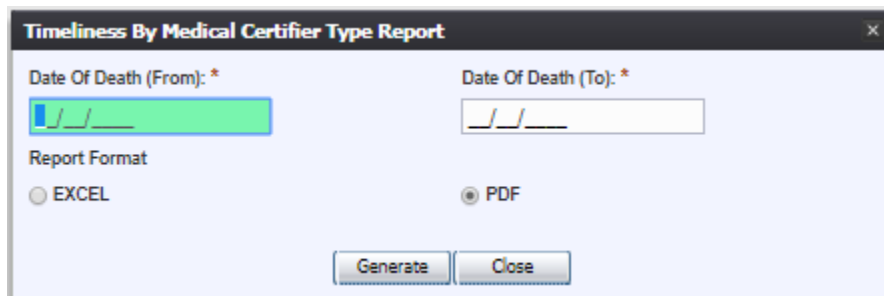 Timeliness By Medical Certifier Type Report ×
Date Of Death (From): * Date Of Death (To): *
__/__/____ __/__/____
Report Format
EXCEL PDF
Generate Close